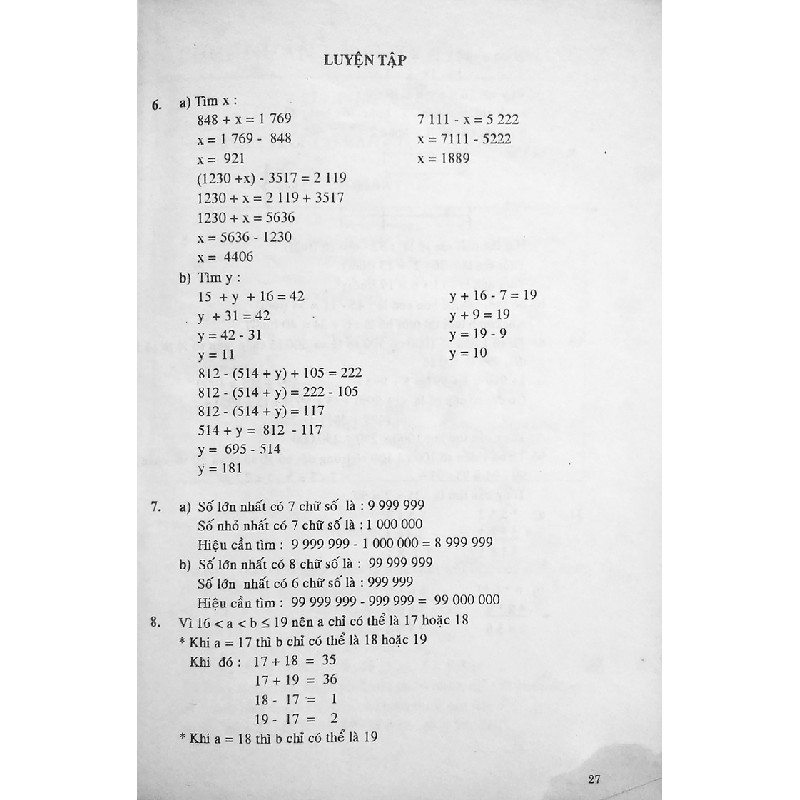 LUYỆN TẬP
6. a) Tìm x :
848 + x = 1 769 7 111 - x = 5 222
x = 1 769 - 848 x = 7111 - 5222
x = 921 x = 1889
(1230 +x) - 3517 = 2 119
1230 + x = 2 119 + 3517
1230 + x = 5636
x = 5636 - 1230
x = 4406
b) Tìm y :
15 + y + 16 = 42 y + 16 - 7 = 19
y + 31 = 42 y + 9 = 19
y = 42 - 31 y = 19 - 9
y = 11 y = 10
812 - (514 + y) + 105 = 222
812 - (514 + y) = 222 - 105
812 - (514 + y) = 117
514 + y = 812 - 117
y = 695 - 514
y = 181
7. a) Số lớn nhất có 7 chữ số là : 9 999 999
Số nhỏ nhất có 7 chữ số là : 1 000 000
Hiệu cần tìm : 9 999 999 - 1 000 000 = 8 999 999
b) Số lớn nhất có 8 chữ số là : 99 999 999
Số lớn nhất có 6 chữ số là : 999 999
Hiệu cần tìm : 99 999 999 - 999 999 = 99 000 000
8. Vì 16 < a < b ≤ 19 nên a chỉ có thể là 17 hoặc 18
* Khi a = 17 thì b chỉ có thể là 18 hoặc 19
Khi đó : 17 + 18 = 35
17 + 19 = 36
18 - 17 = 1
19 - 17 = 2
* Khi a = 18 thì b chỉ có thể là 19
27